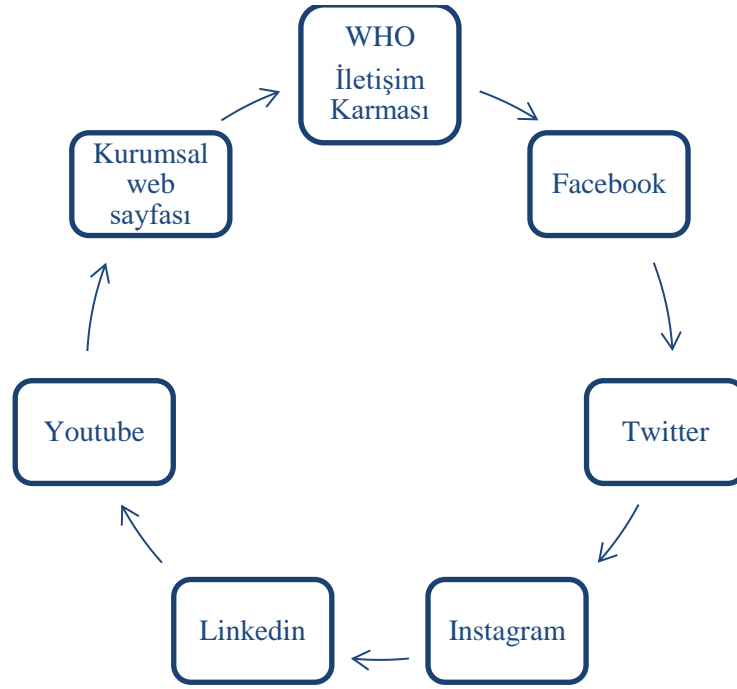 WHO
İletişim
Karması
Facebook
Twitter
Instagram
Linkedin
Youtube
Kurumsal
web
sayfası